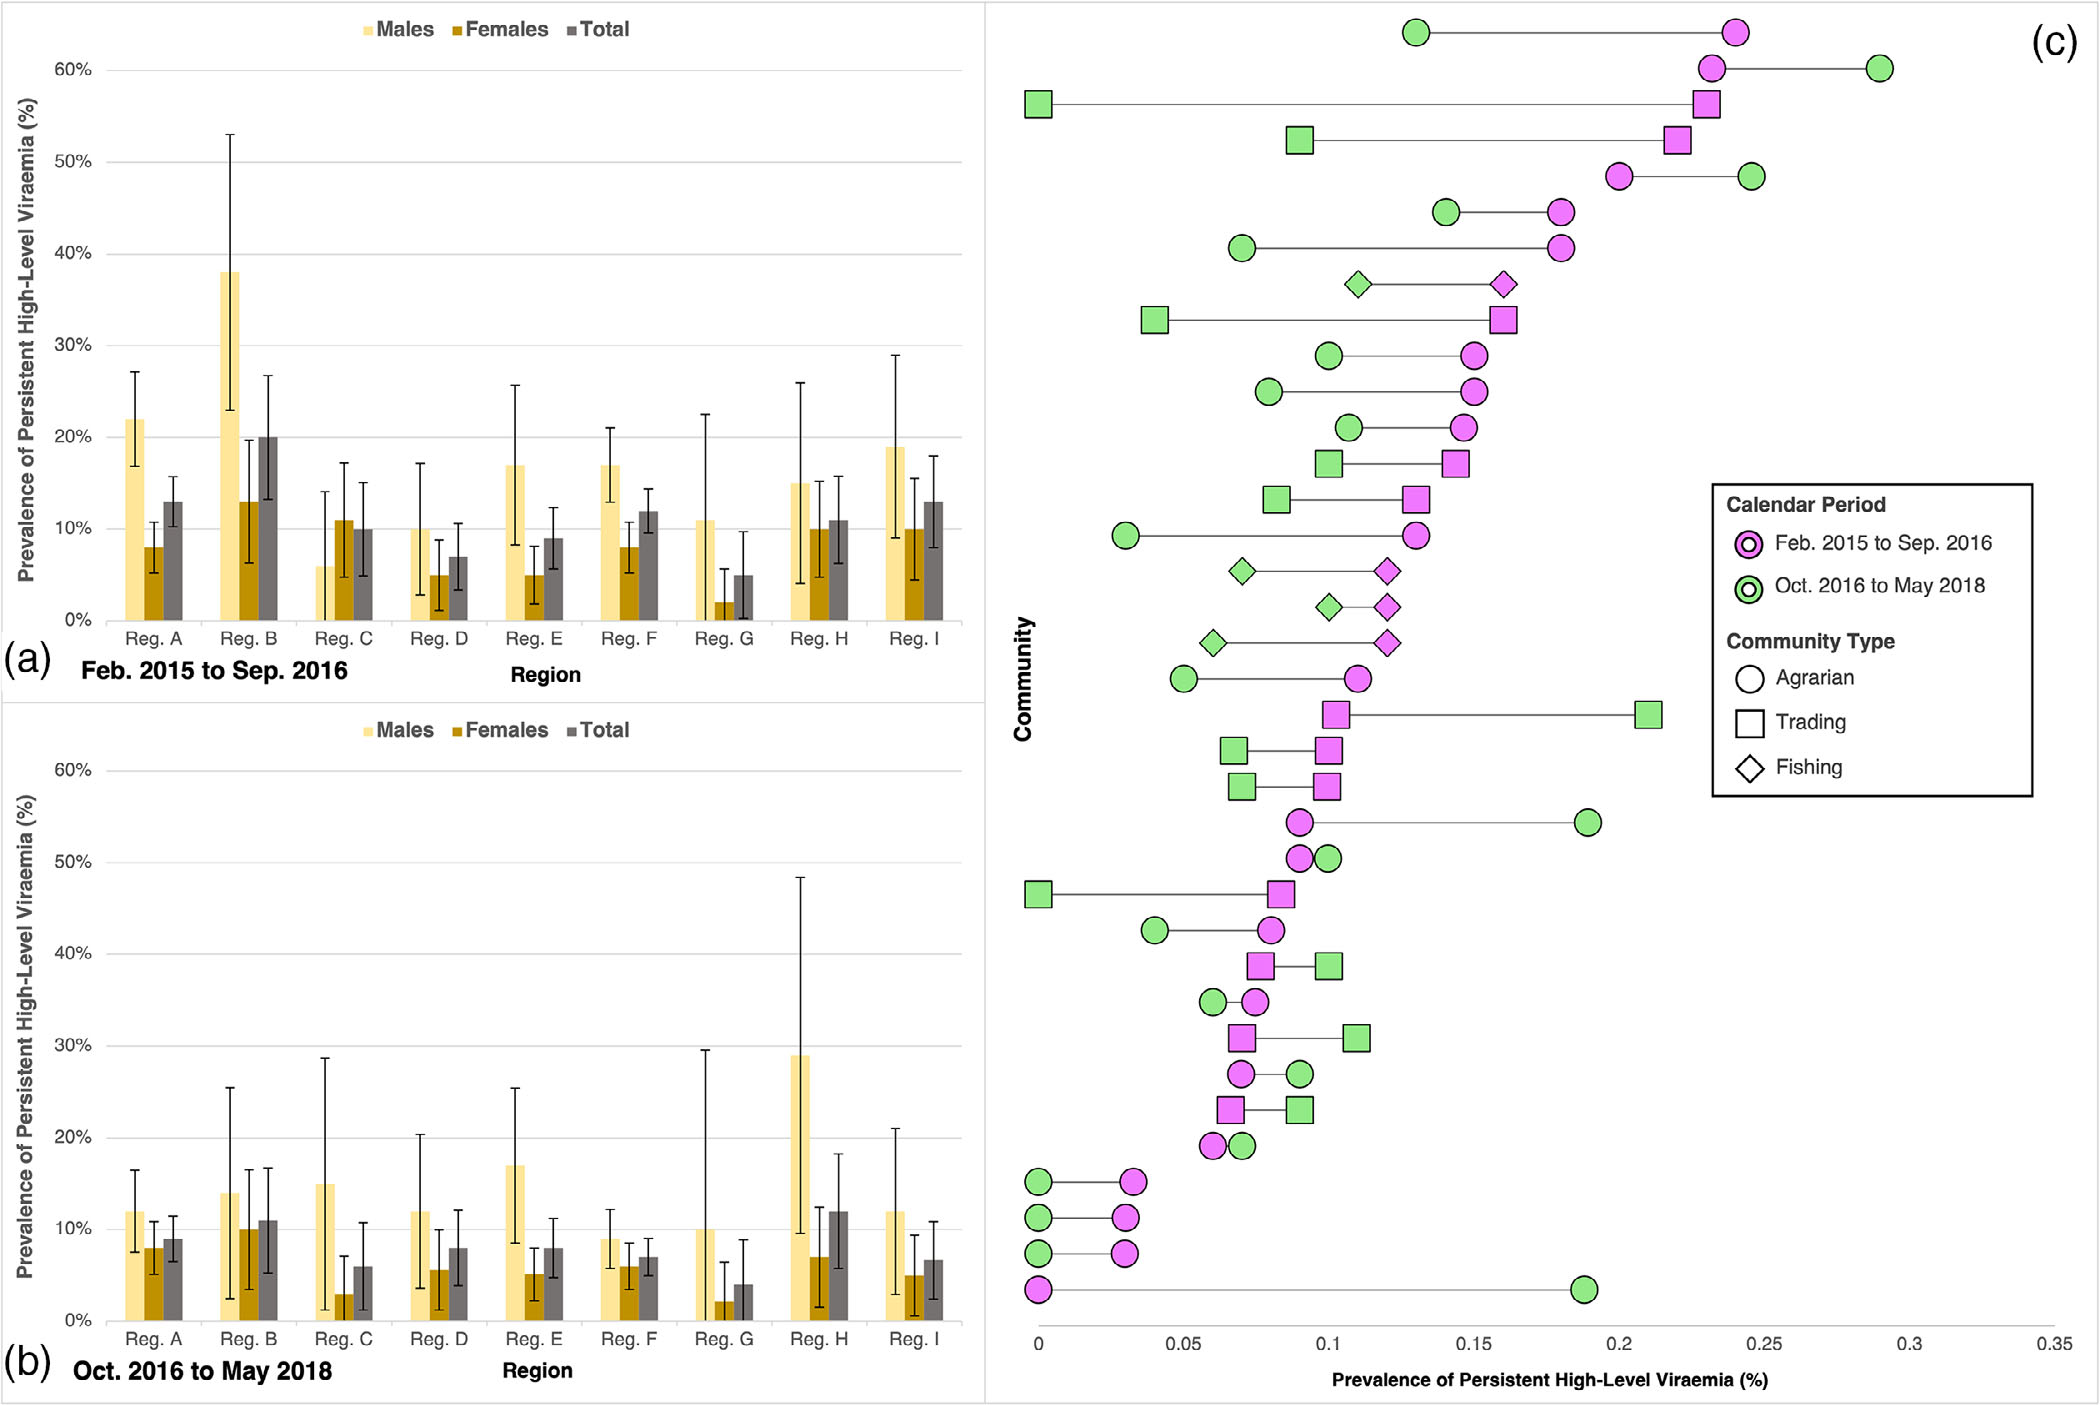 Males Females Total
Prevalence of Persistent High-Level Viraemia (%)
60%
50%
40%
30%
20%
10%
0%
Reg. A Reg. B Reg. C Reg. D Reg. E Reg. F Reg. G Reg. H Reg. I
(a) Feb. 2015 to Sep. 2016 Region
Males Females Total
Prevalence of Persistent High-Level Viraemia (%)
60%
50%
40%
30%
20%
10%
0%
Reg. A Reg. B Reg. C Reg. D Reg. E Reg. F Reg. G Reg. H Reg. I
(b) Oct. 2016 to May 2018 Region
(c)
Community
Calendar Period
Feb. 2015 to Sep. 2016
Oct. 2016 to May 2018
Community Type
Agrarian
Trading
Fishing
0 0.05 0.1 0.15 0.2 0.25 0.3 0.35
Prevalence of Persistent High-Level Viraemia (%)